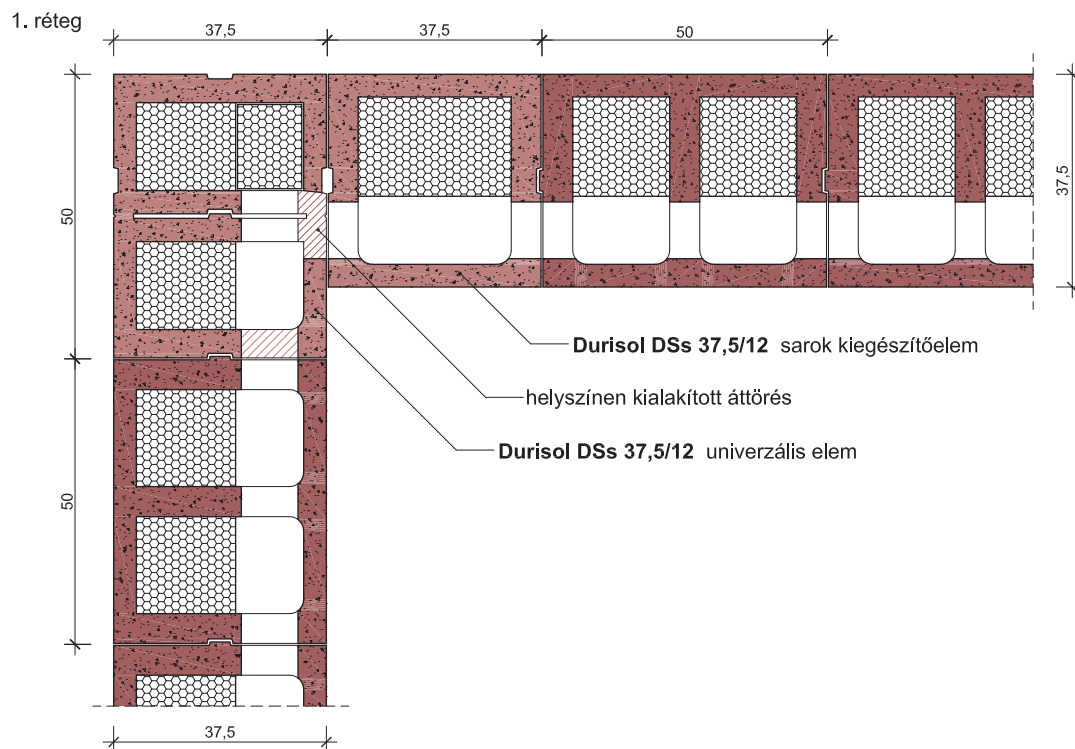 1. réteg
37,5
37,5
50
37,5
50
50
Durisol DSs 37,5/12 sarok kiegészítőelem
helyszínen kialakított áttörés
Durisol DSs 37,5/12 univerzális elem
37,5